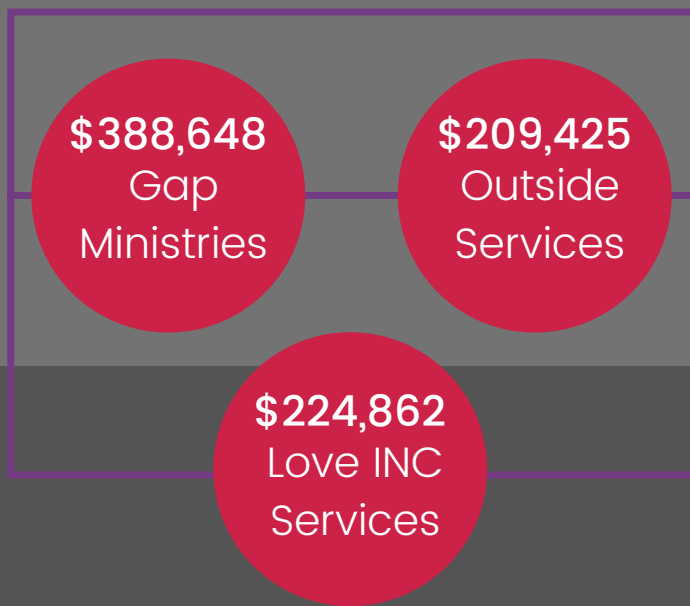 $388,648
Gap
Ministries
$209,425
Outside
Services
$224,862
Love INC
Services